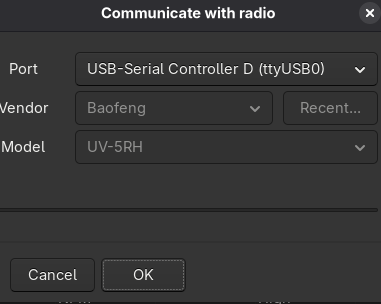 Communicate with radio
Port USB-Serial Controller D (ttyUSB0)
Vendor Baofeng Recent...
Model UV-5RH
Cancel OK